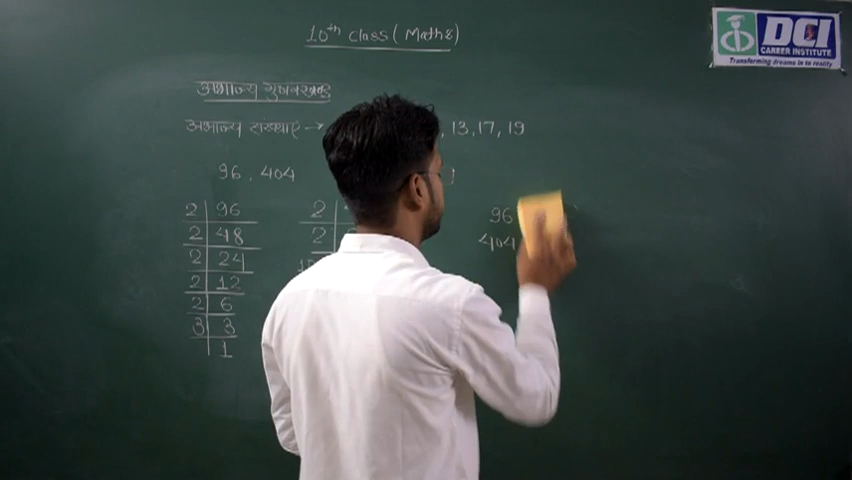 10th class (Maths)
DCI
CAREER INSTITUTE
Transforming dreams in to reality
अभाज्य गुणनखण्ड
अभाज्य संख्याएं → , 13, 17, 19
96, 404
2 | 96
2 | 48
2 | 24
2 | 12
2 | 6
3 | 3
1
2
2
96
404